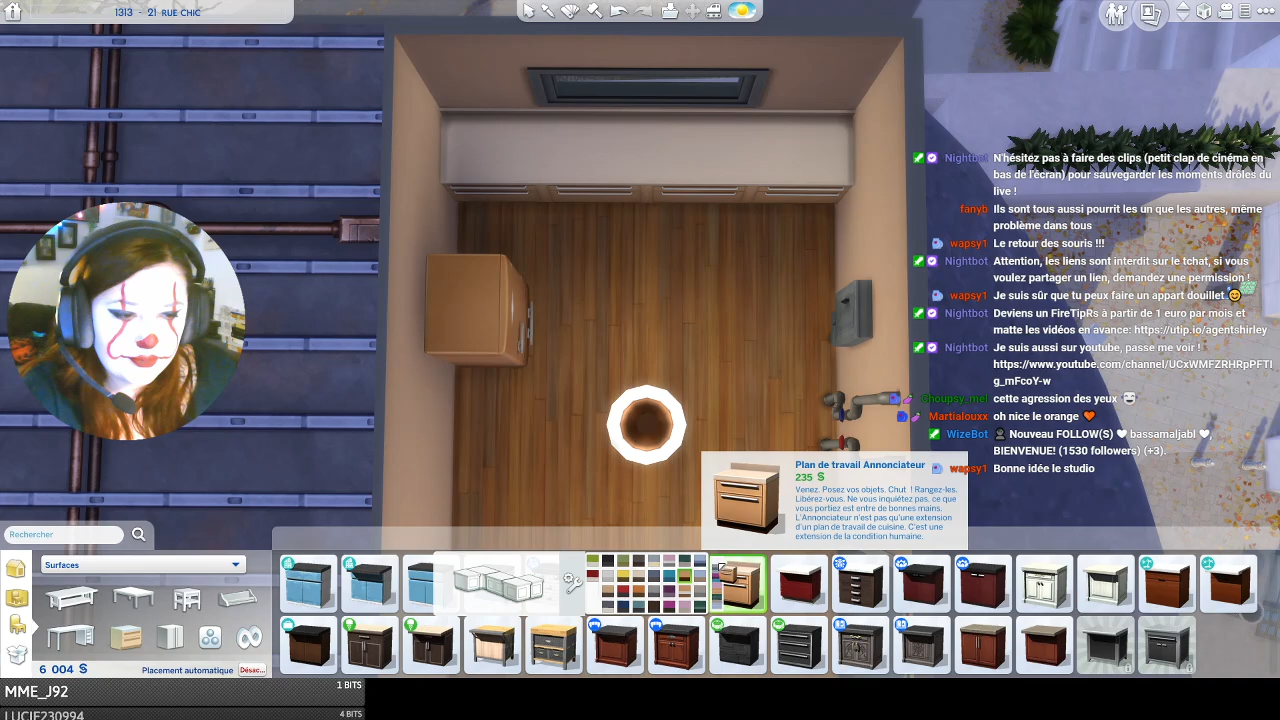 1313 - 21 RUE CHIC
Nightbot N'hésitez pas à faire des clips (petit clap de cinéma en
bas de l'écran) pour sauvegarder les moments drôles du
live !
fanyb Ils sont tous aussi pourrit les un que les autres, même
problème dans tous
wapsy1 Le retour des souris !!!
Nightbot Attention, les liens sont interdit sur le tchat, si vous
voulez partager un lien, demandez une permission !
wapsy1 Je suis sûr que tu peux faire un appart douillet
Nightbot Deviens un FireTipRs à partir de 1 euro par mois et
matte les vidéos en avance: https://utip.io/agentshirley
Nightbot Je suis aussi sur youtube, passe me voir !
https://www.youtube.com/channel/UCxWMFZRHRpPFTI
g_mFcoY-w
Choupsy_mel cette agression des yeux
Martialouxx oh nice le orange
WizeBot Nouveau FOLLOW(S) bassamaljabl,
BIENVENUE! (1530 followers) (+3).
wapsy1 Bonne idée le studio
Plan de travail Annonciateur
235 $
Venez. Posez vos objets. Chut ! Rangez-les.
Libérez-vous. Ne vous inquiétez pas, ce que
vous portiez est entre de bonnes mains.
L'Annonciateur n'est pas qu'une extension
d'un plan de travail de cuisine. C'est une
extension de la condition humaine.
Rechercher
Surfaces
6 004 $
Placement automatique
Désac...
MME_J92
1 BITS
LUCIE230994
4 BITS